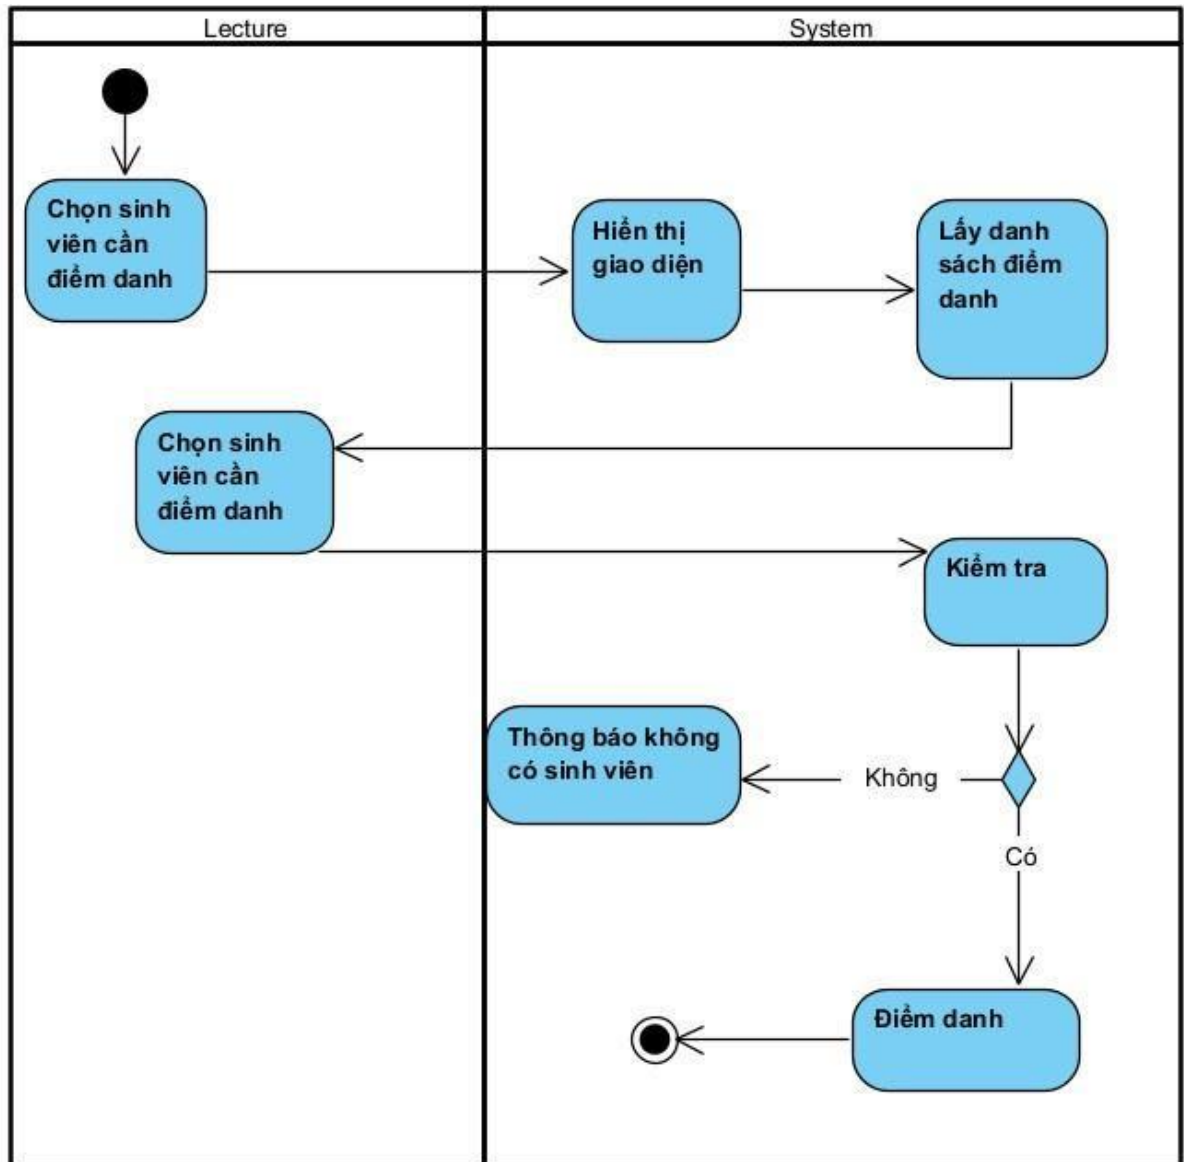 Lecture
System
Chọn sinh
viên cần
điểm danh
Hiển thị
giao diện
Lấy danh
sách điểm
danh
Chọn sinh
viên cần
điểm danh
Kiểm tra
Thông báo không
có sinh viên
Không
Có
Điểm danh